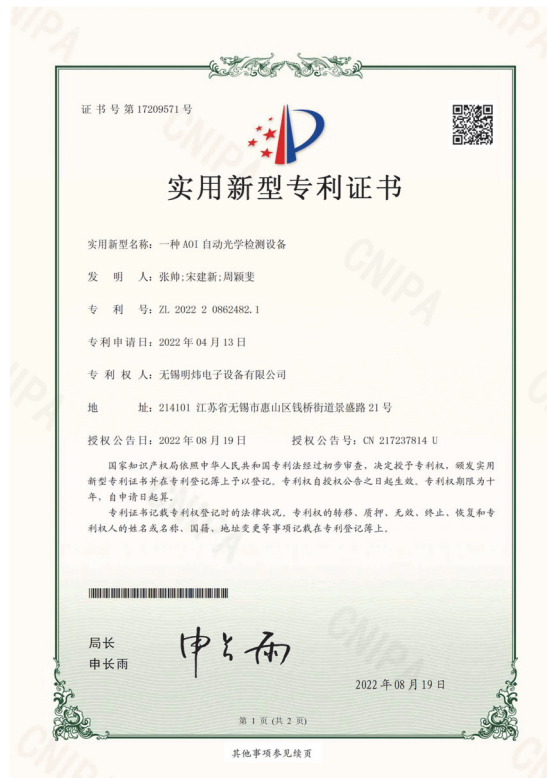 证书号第17209571号
实用新型专利证书
实用新型名称：一种AOI自动光学检测设备
发明人：张帅;宋建新;周颖斐
专利号：ZL 2022 2 0862482.1
专利申请日：2022年04月13日
专利权人：无锡明炜电子设备有限公司
地址：214101 江苏省无锡市惠山区钱桥街道景盛路21号
授权公告日：2022年08月19日 授权公告号：CN 217237814 U
国家知识产权局依照中华人民共和国专利法经过初步审查，决定授予专利权，颁发实用
新型专利证书并在专利登记簿上予以登记。专利权自授权公告之日起生效。专利权期限为十
年，自申请日起算。
专利证书记载专利权登记时的法律状况。专利权的转移、质押、无效、终止、恢复和专
利权人的姓名或名称、国籍、地址变更等事项记载在专利登记簿上。
局长
申长雨
申长雨
2022年08月19日
第 1 页 (共 2 页)
其他事项参见续页
CNIPA
CNIPA
CNIPA
CNIPA